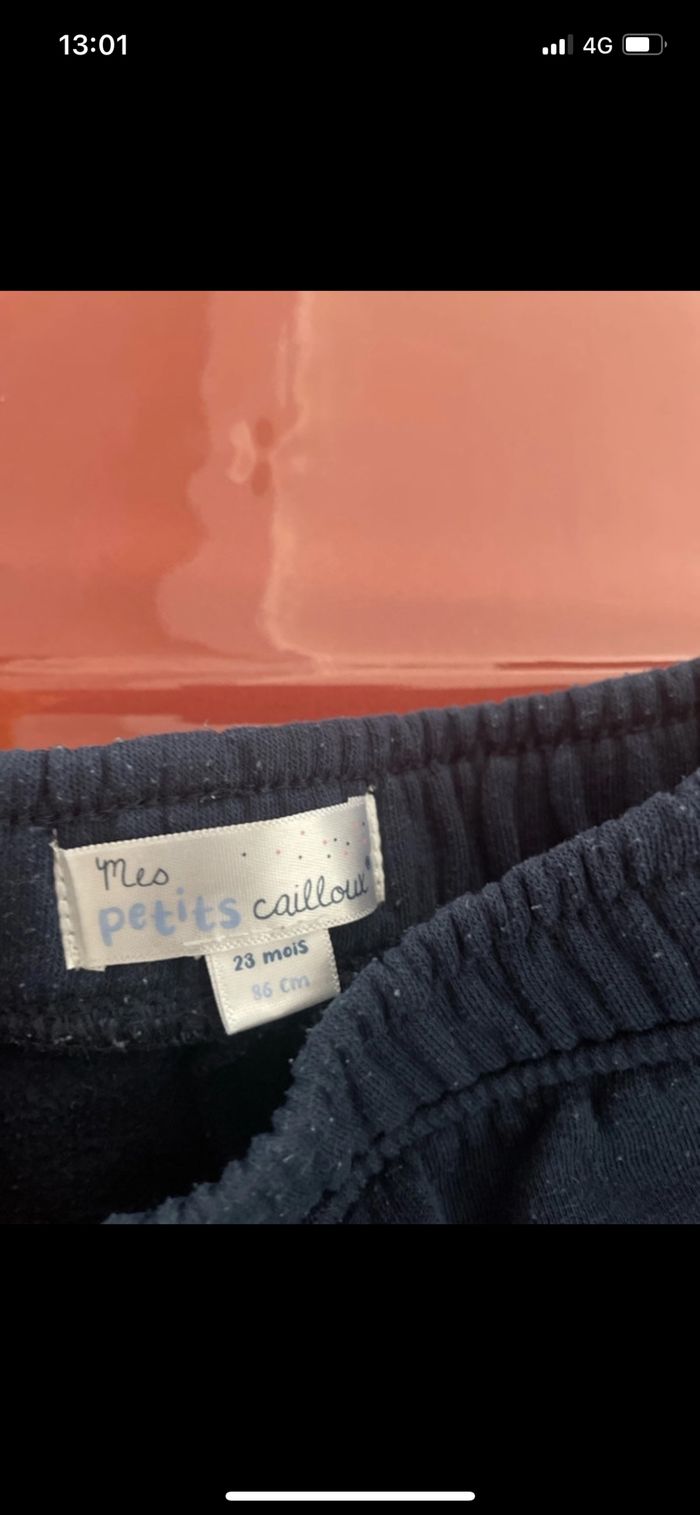 13:01
4G
Mes
petits cailloux
23 mois
86 cm